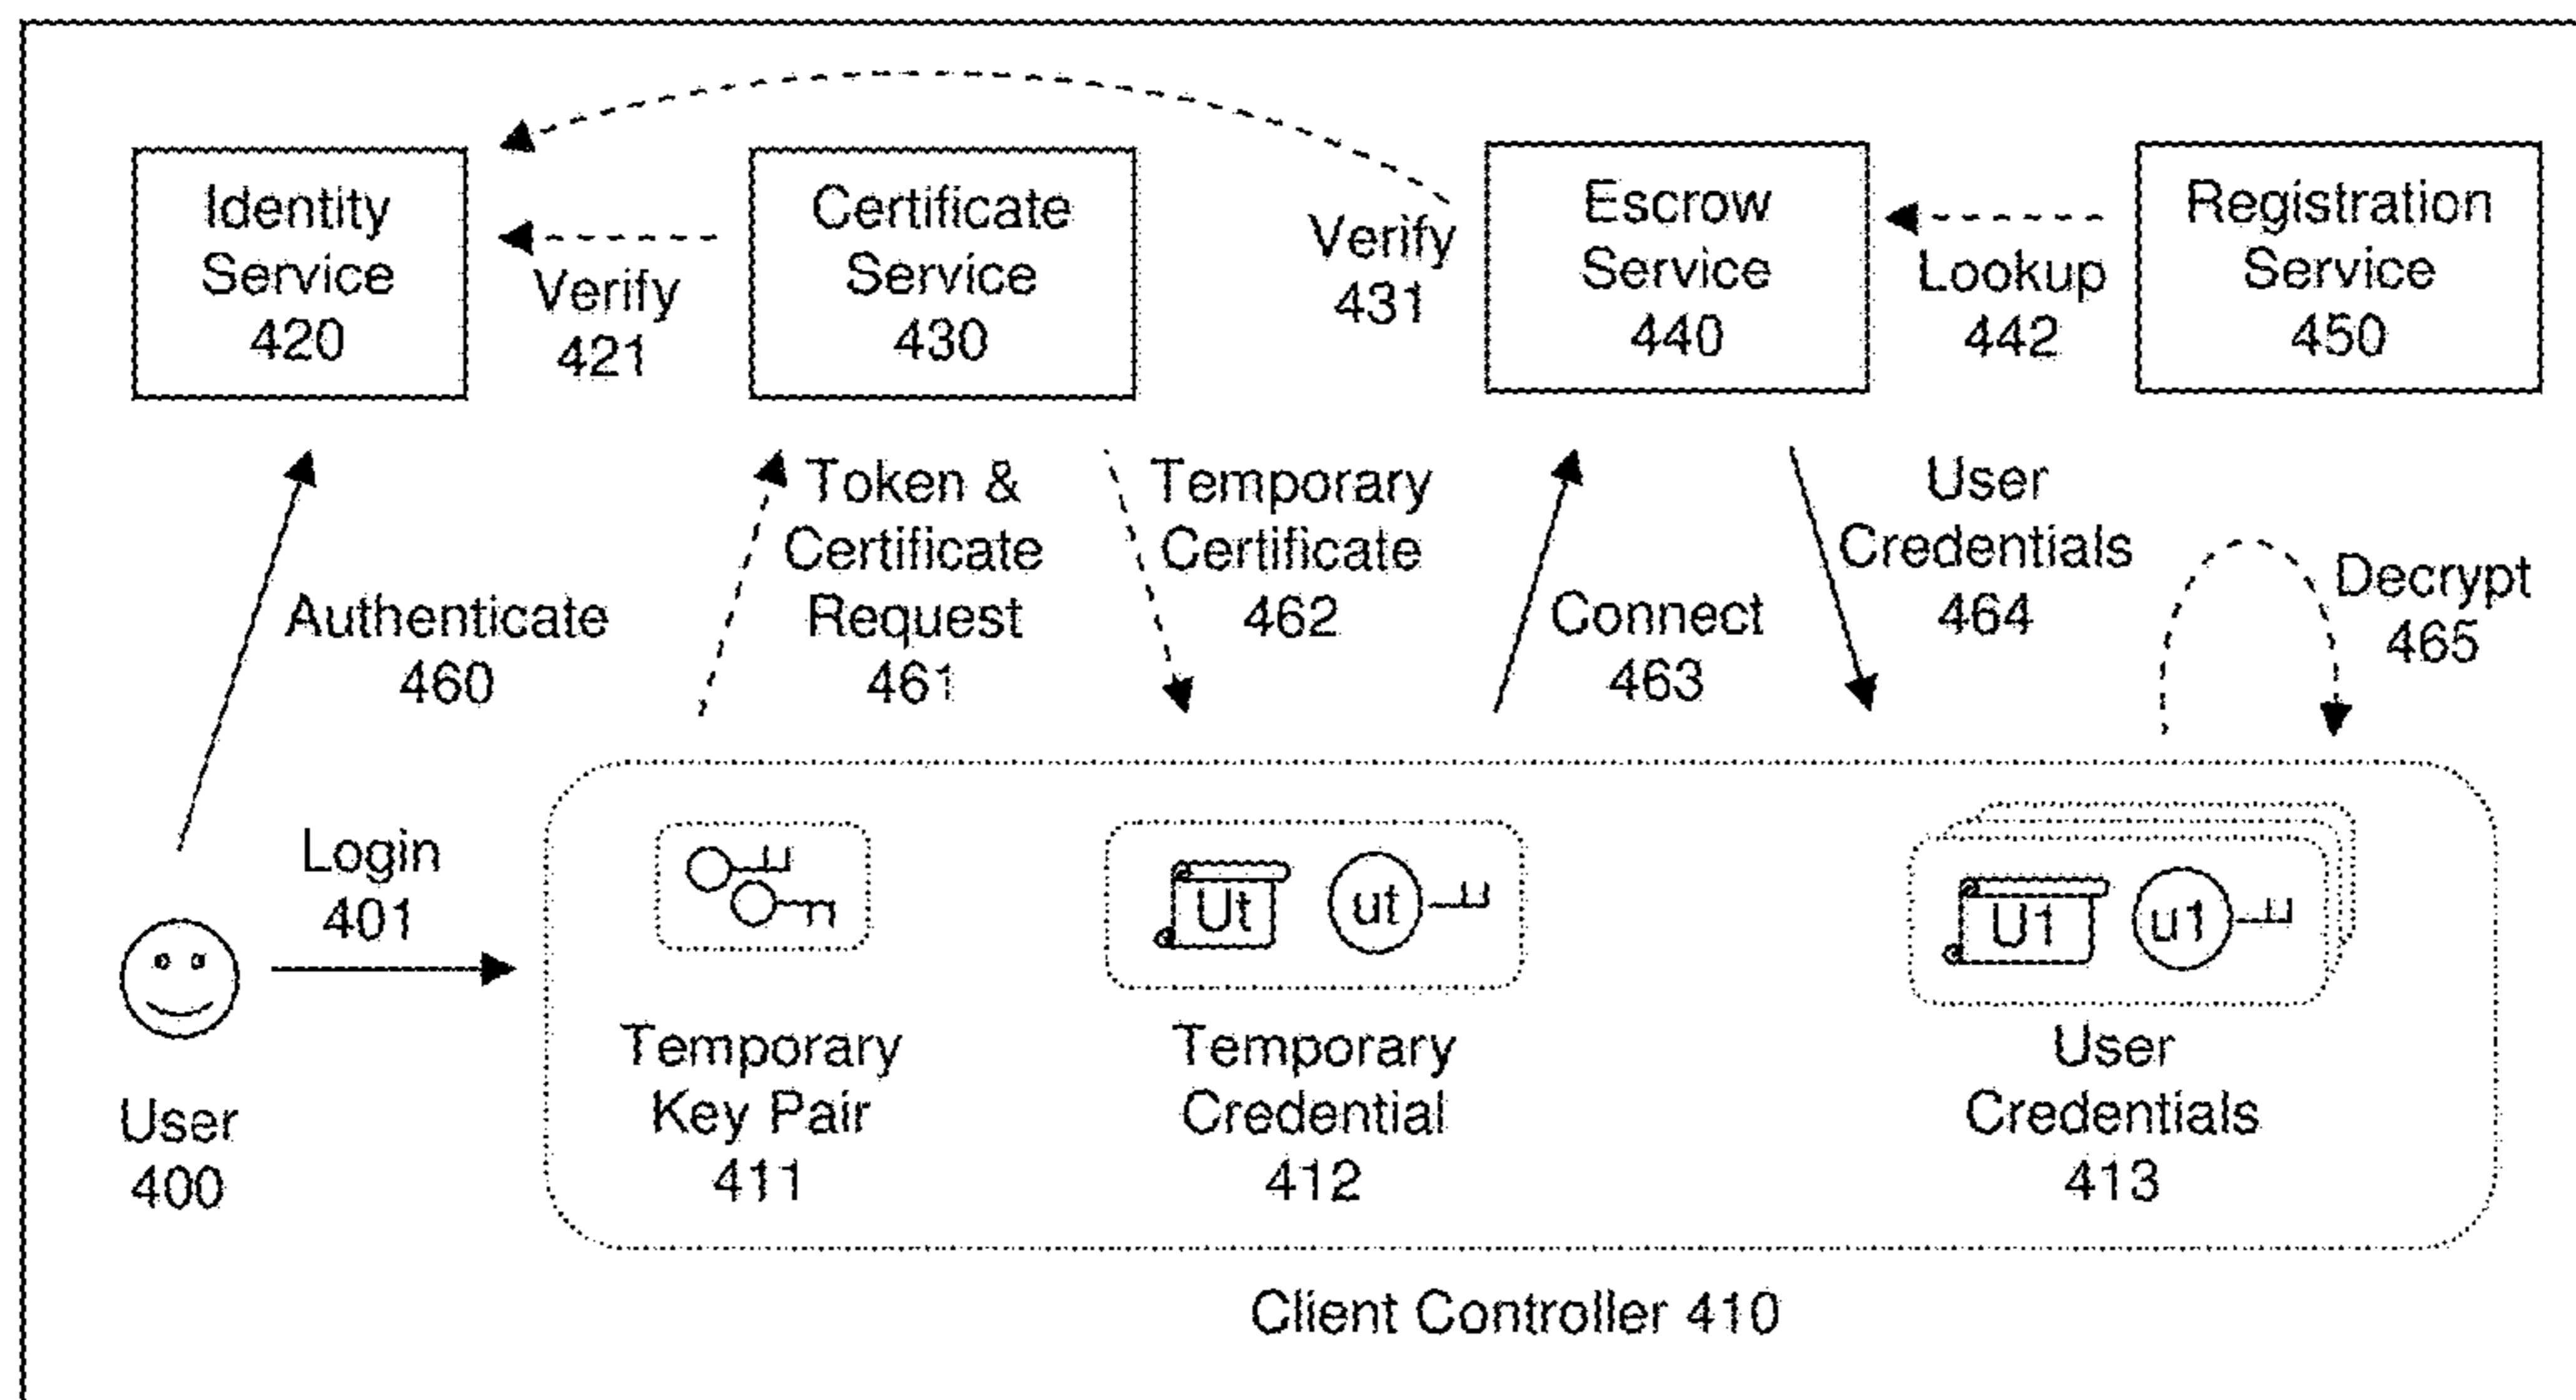 Identity
Service
420
Verify
421
Certificate
Service
430
Verify
431
Escrow
Service
440
Lookup
442
Registration
Service
450
Authenticate
460
Token &
Certificate
Request
461
Temporary
Certificate
462
Connect
463
User
Credentials
464
Decrypt
465
Login
401
User
400
Ut
ut
U1
u1
Temporary
Key Pair
411
Temporary
Credential
412
User
Credentials
413
Client Controller 410